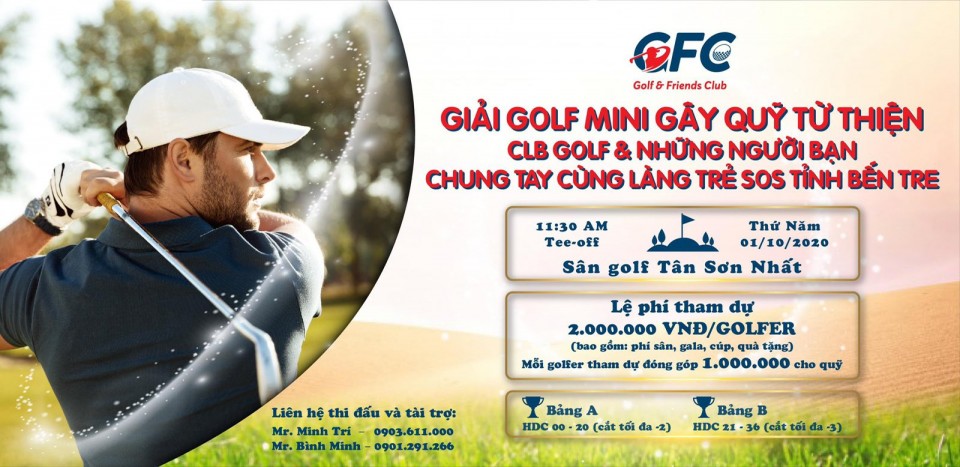 GFC
Golf & Friends Club
GIẢI GOLF MINI GÂY QUỸ TỪ THIỆN
CLB GOLF & NHỮNG NGƯỜI BẠN
CHUNG TAY CÙNG LÀNG TRẺ SOS TỈNH BẾN TRE
11:30 AM
Tee-off
Thứ Năm
01/10/2020
Sân golf Tân Sơn Nhất
Lệ phí tham dự
2.000.000 VNĐ/GOLFER
(bao gồm: phí sân, gala, cúp, quà tặng)
Mỗi golfer tham dự đóng góp 1.000.000 cho quỹ
Bảng A
HDC 00 - 20 (cắt tối đa -2)
Bảng B
HDC 21 - 36 (cắt tối đa -3)
Liên hệ thi đấu và tài trợ:
Mr. Minh Trí – 0903.611.000
Mr. Bình Minh – 0901.291.266